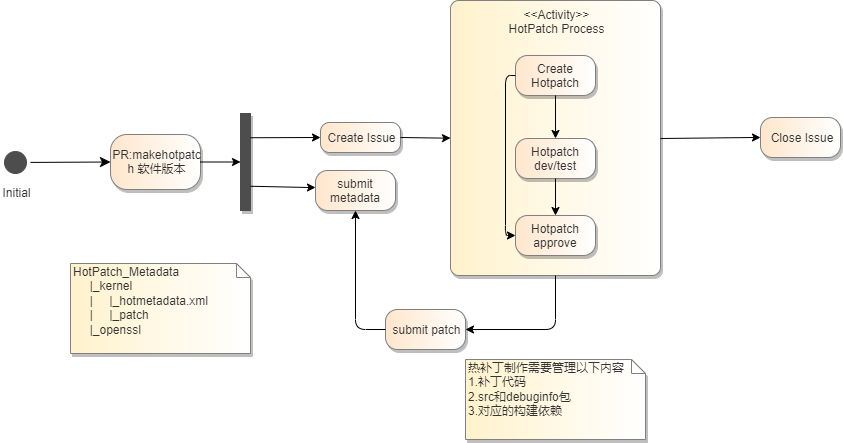 <<Activity>>
HotPatch Process
Create
Hotpatch
Hotpatch
dev/test
Hotpatch
approve
Initial
PR:makehotpatc
h 软件版本
Create Issue
submit
metadata
Close Issue
submit patch
HotPatch_Metadata
|_kernel
| |_hotmetadata.xml
| |_patch
|_openssl
热补丁制作需要管理以下内容
1.补丁代码
2.src和debuginfo包
3.对应的构建依赖